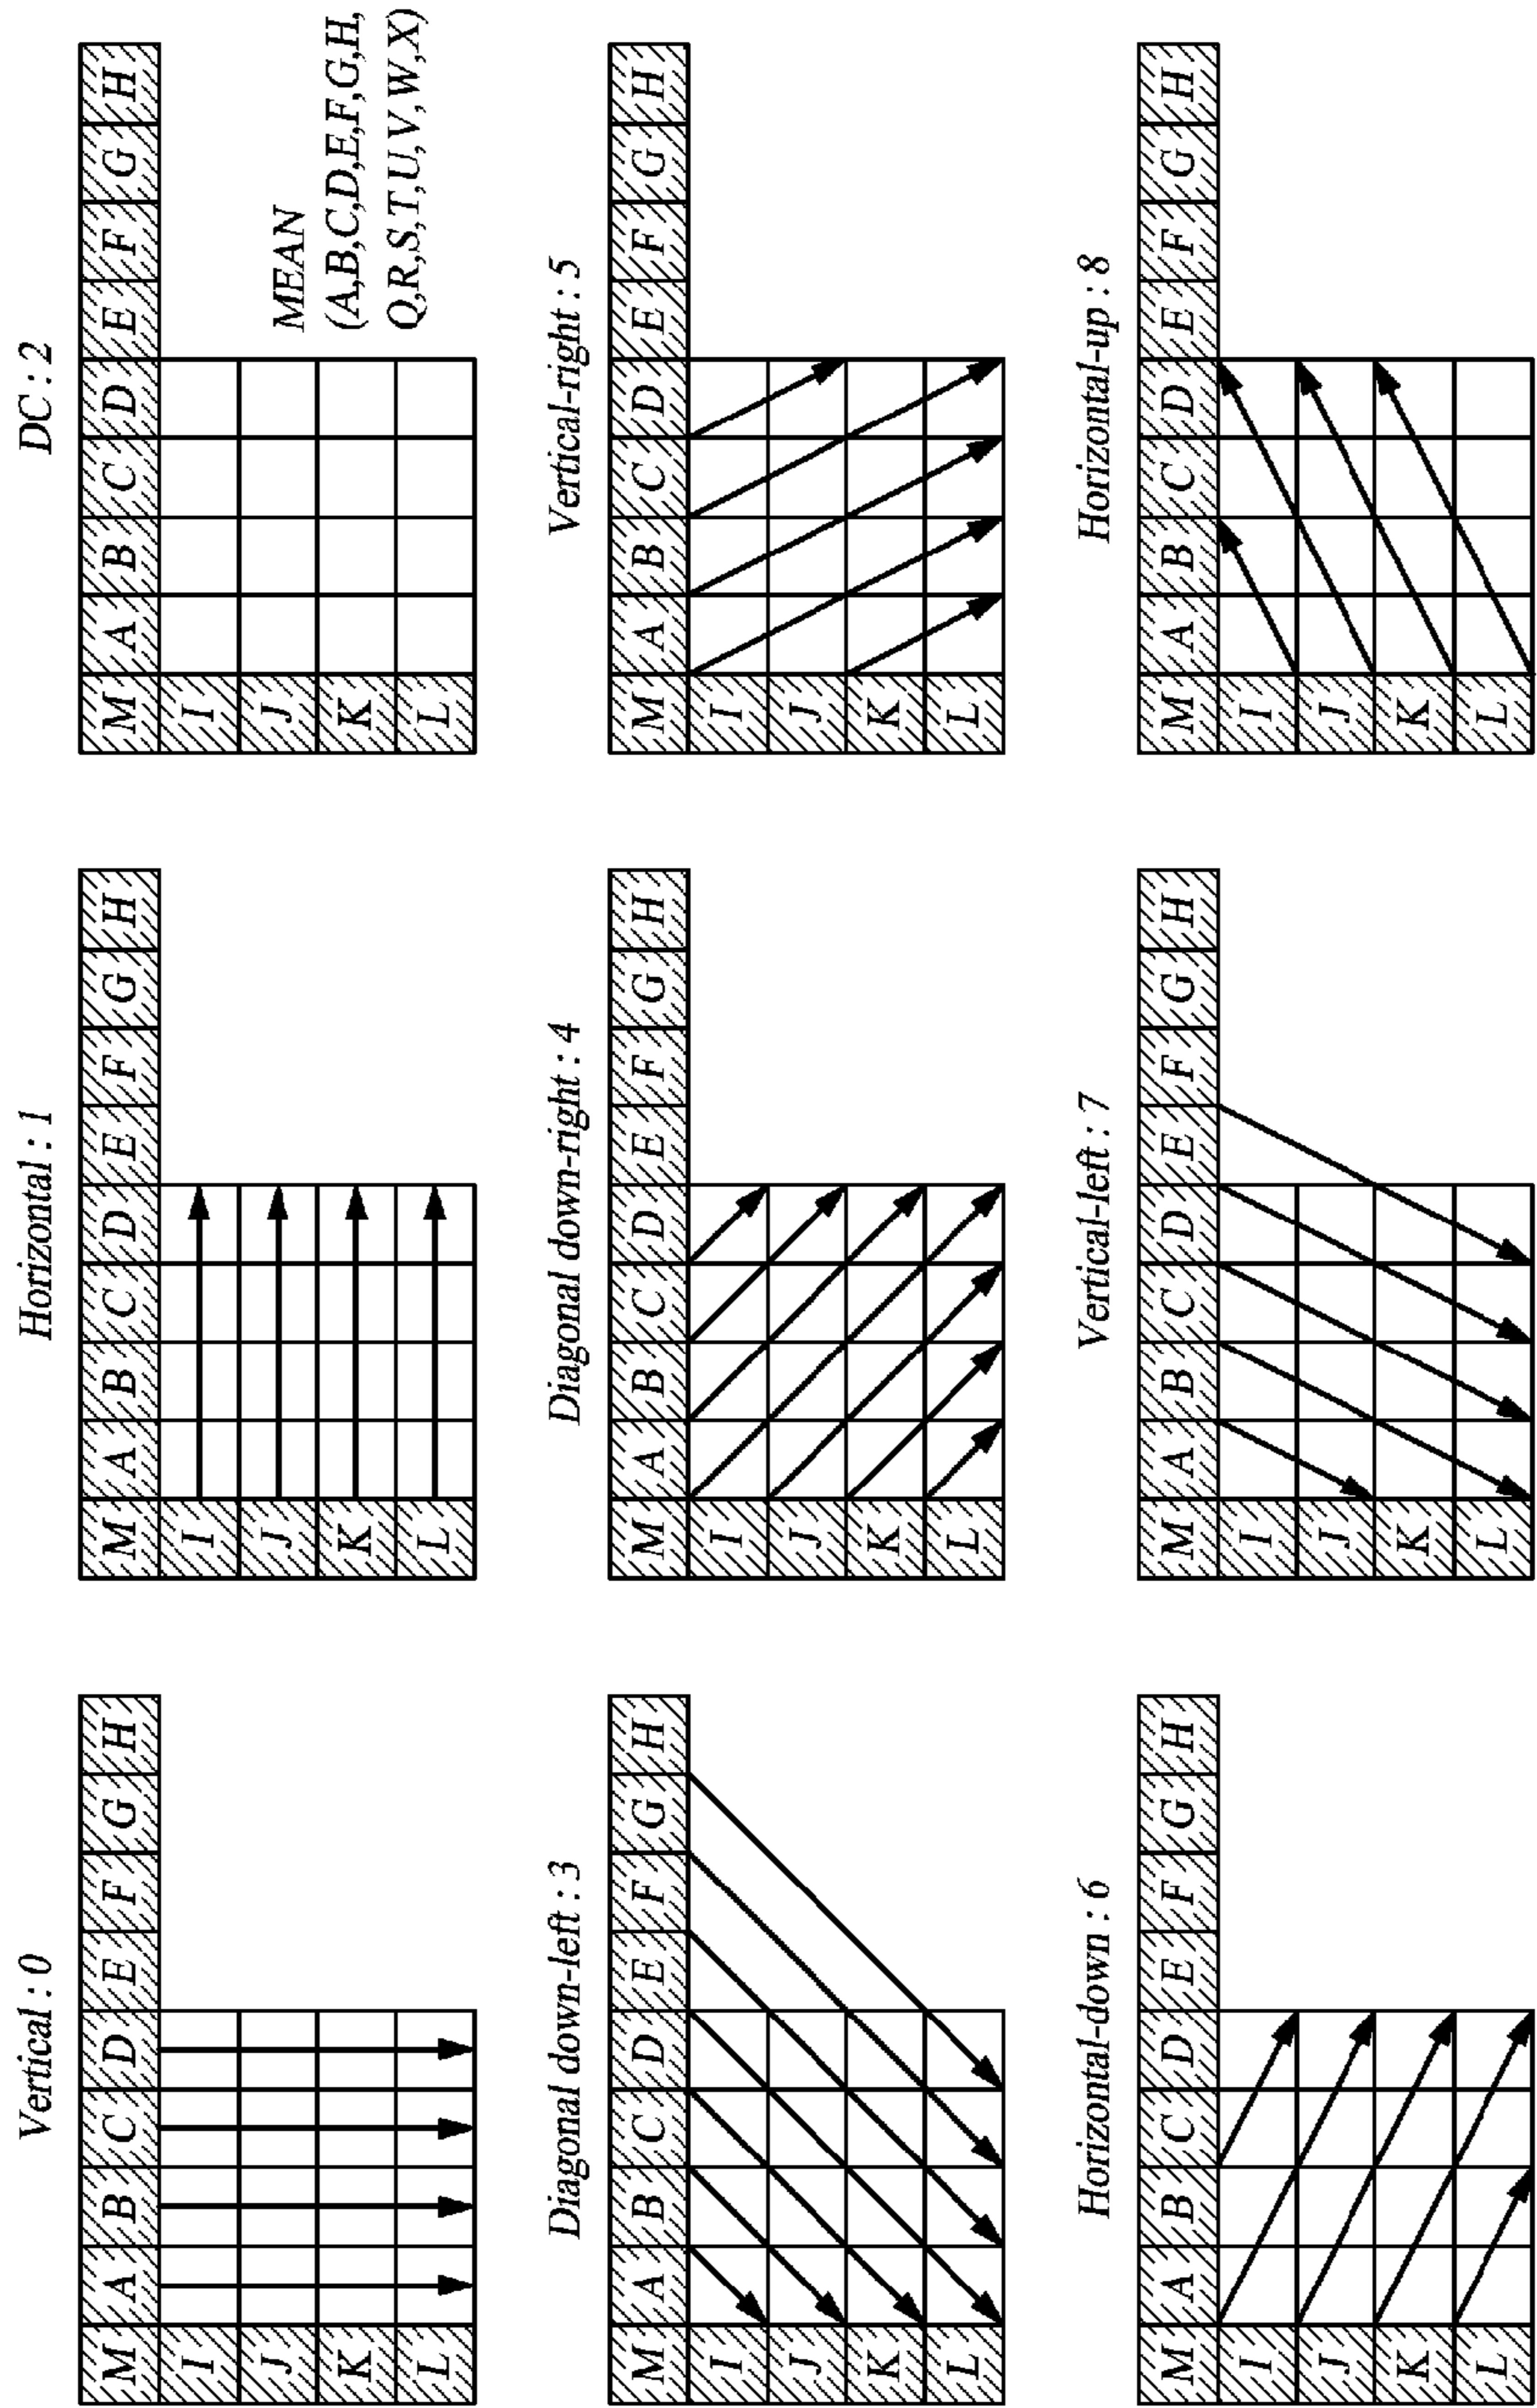 Vertical : 0
M A B C D E F G H
I
J
K
L
Horizontal : 1
M A B C D E F G H
I
J
K
L
DC : 2
M A B C D E F G H
I
J
K
L
MEAN
(A,B,C,D,E,F,G,H,
Q,R,S,T,U,V,W,X)
Diagonal down-left : 3
M A B C D E F G H
I
J
K
L
Diagonal down-right : 4
M A B C D E F G H
I
J
K
L
Vertical-right : 5
M A B C D E F G H
I
J
K
L
Horizontal-down : 6
M A B C D E F G H
I
J
K
L
Vertical-left : 7
M A B C D E F G H
I
J
K
L
Horizontal-up : 8
M A B C D E F G H
I
J
K
L